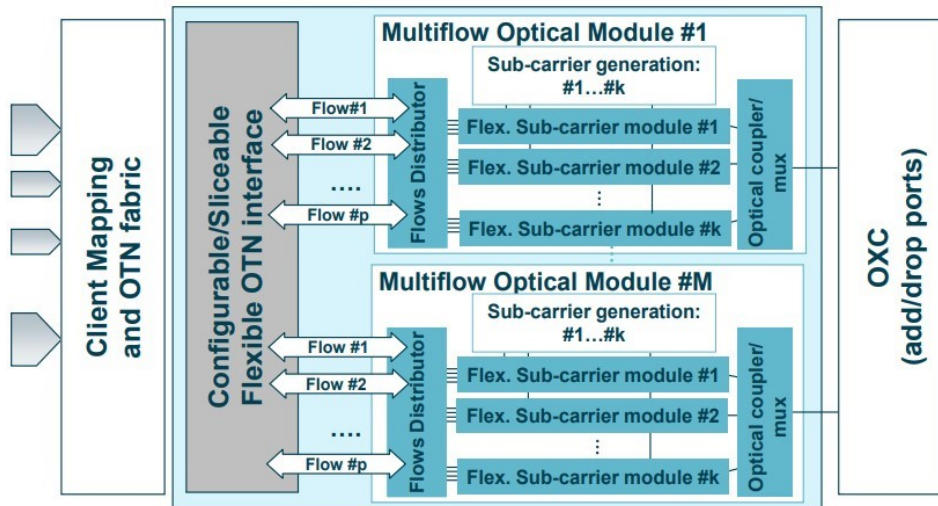 Client Mapping
and OTN fabric
Configurable/Sliceable
Flexible OTN interface
Multiflow Optical Module #1
Sub-carrier generation:
#1...#k
Flow#1
Flow #2
....
Flow #p
Flows Distributor
Flex. Sub-carrier module #1
Flex. Sub-carrier module #2
...
Flex. Sub-carrier module #k
Optical coupler/
mux
Multiflow Optical Module #M
Sub-carrier generation:
#1...#k
Flow #1
Flow #2
....
Flow #p
Flows Distributor
Flex. Sub-carrier module #1
Flex. Sub-carrier module #2
...
Flex. Sub-carrier module #k
Optical coupler/
mux
OXC
(add/drop ports)